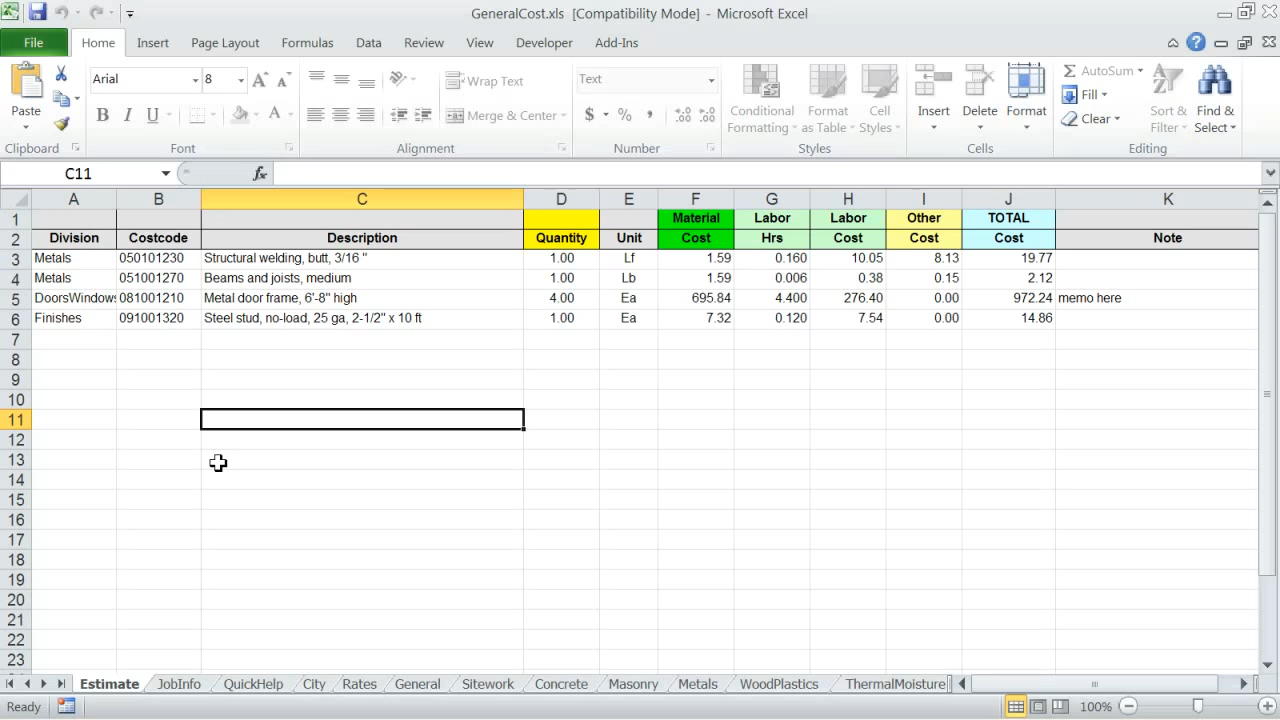 GeneralCost.xls [Compatibility Mode] - Microsoft Excel
File Home Insert Page Layout Formulas Data Review View Developer Add-Ins
Arial 8 Wrap Text Text AutoSum
Paste B I U Merge & Center $ % Conditional Formatting Format as Table Cell Styles Insert Delete Format Fill Clear Sort & Filter Find & Select
Clipboard Font Alignment Number Styles Cells Editing
C11 fx
A B C D E F G H I J K
1 Material Labor Labor Other TOTAL
2 Division Costcode Description Quantity Unit Cost Hrs Cost Cost Cost Note
3 Metals 050101230 Structural welding, butt, 3/16 " 1.00 Lf 1.59 0.160 10.05 8.13 19.77
4 Metals 051001270 Beams and joists, medium 1.00 Lb 1.59 0.006 0.38 0.15 2.12
5 DoorsWindows 081001210 Metal door frame, 6'-8" high 4.00 Ea 695.84 4.400 276.40 0.00 972.24 memo here
6 Finishes 091001320 Steel stud, no-load, 25 ga, 2-1/2" x 10 ft 1.00 Ea 7.32 0.120 7.54 0.00 14.86
7
8
9
10
11
12
13
14
15
16
17
18
19
20
21
22
23
Estimate JobInfo QuickHelp City Rates General Sitework Concrete Masonry Metals WoodPlastics ThermalMoisture
Ready 100%